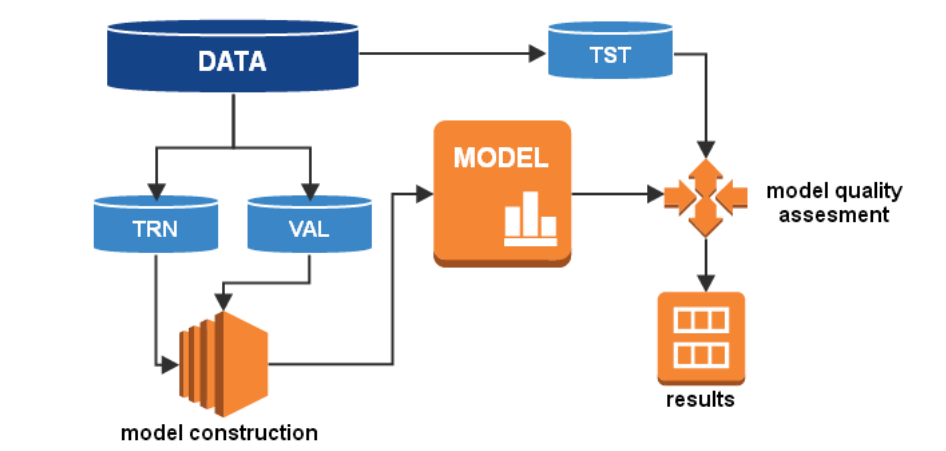 DATA
TST
MODEL
TRN
VAL
model quality
assesment
model construction
results